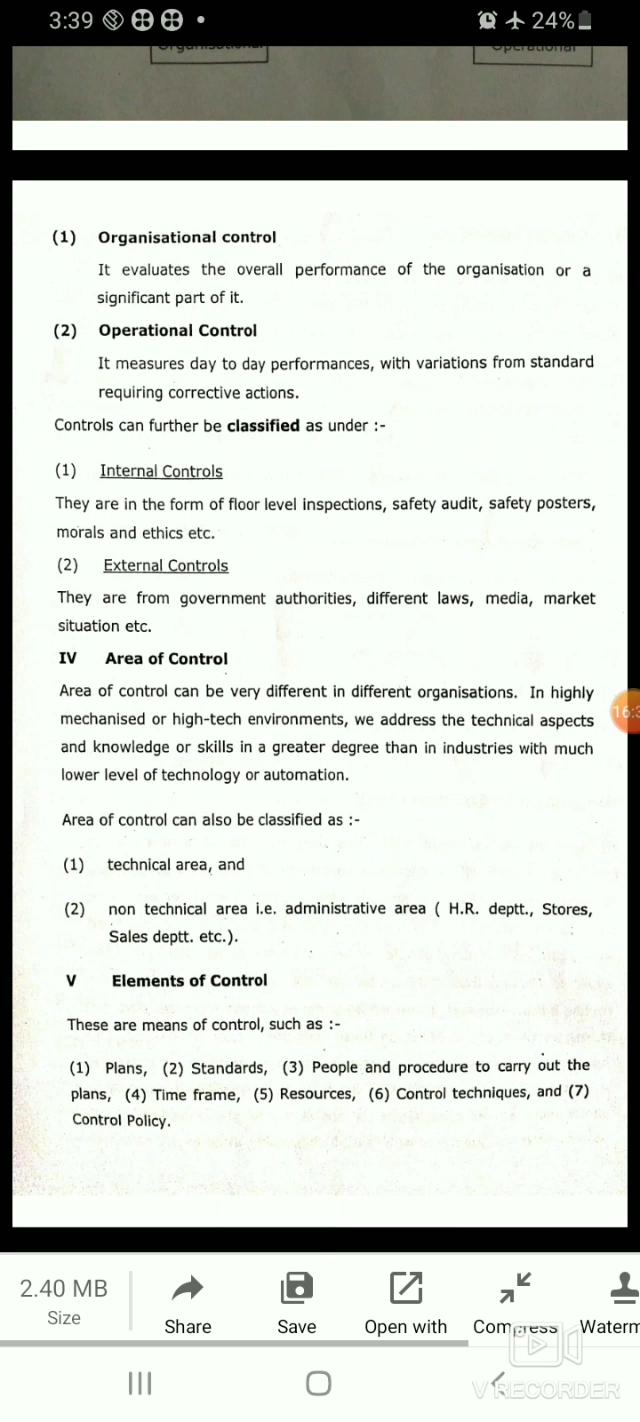 3:39
24%
Organisational
Operational
(1) Organisational control
It evaluates the overall performance of the organisation or a
significant part of it.
(2) Operational Control
It measures day to day performances, with variations from standard
requiring corrective actions.
Controls can further be classified as under :-
(1) Internal Controls
They are in the form of floor level inspections, safety audit, safety posters,
morals and ethics etc.
(2) External Controls
They are from government authorities, different laws, media, market
situation etc.
IV Area of Control
Area of control can be very different in different organisations. In highly
mechanised or high-tech environments, we address the technical aspects
and knowledge or skills in a greater degree than in industries with much
lower level of technology or automation.
16:3
Area of control can also be classified as :-
(1) technical area, and
(2) non technical area i.e. administrative area ( H.R. deptt., Stores,
Sales deptt. etc.).
V Elements of Control
These are means of control, such as :-
(1) Plans, (2) Standards, (3) People and procedure to carry out the
plans, (4) Time frame, (5) Resources, (6) Control techniques, and (7)
Control Policy.
2.40 MB
Size
Share
Save
Open with
Compress
Waterm
V RECORDER